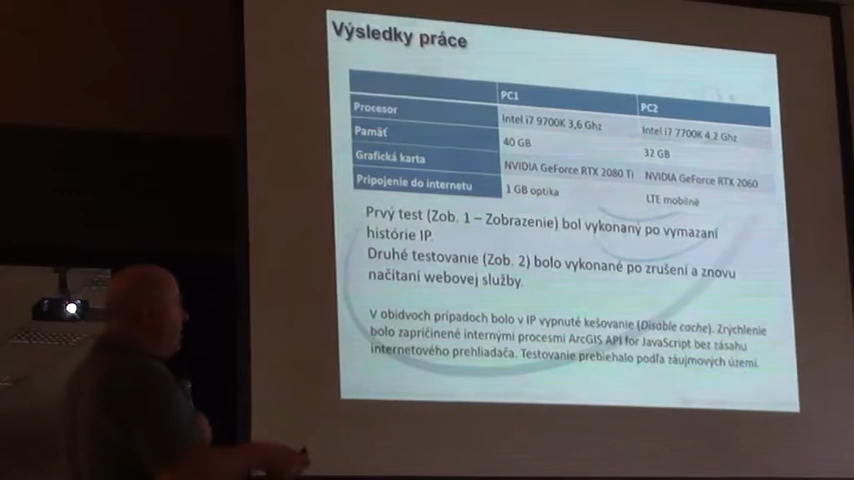 Výsledky práce
PC1 PC2
Procesor Intel i7 9700K 3,6 Ghz Intel i7 7700K 4.2 Ghz
Pamäť 40 GB 32 GB
Grafická karta NVIDIA GeForce RTX 2080 Ti NVIDIA GeForce RTX 2060
Pripojenie do internetu 1 GB optika LTE mobilné
Prvý test (Zob. 1 – Zobrazenie) bol vykonaný po vymazaní
histórie IP.
Druhé testovanie (Zob. 2) bolo vykonané po zrušení a znovu
načítaní webovej služby.
V obidvoch prípadoch bolo v IP vypnuté kešovanie (Disable cache). Zrýchlenie
bolo zapríčinené internými procesmi ArcGIS API for JavaScript bez zásahu
internetového prehliadača. Testovanie prebiehalo podľa záujmových území.